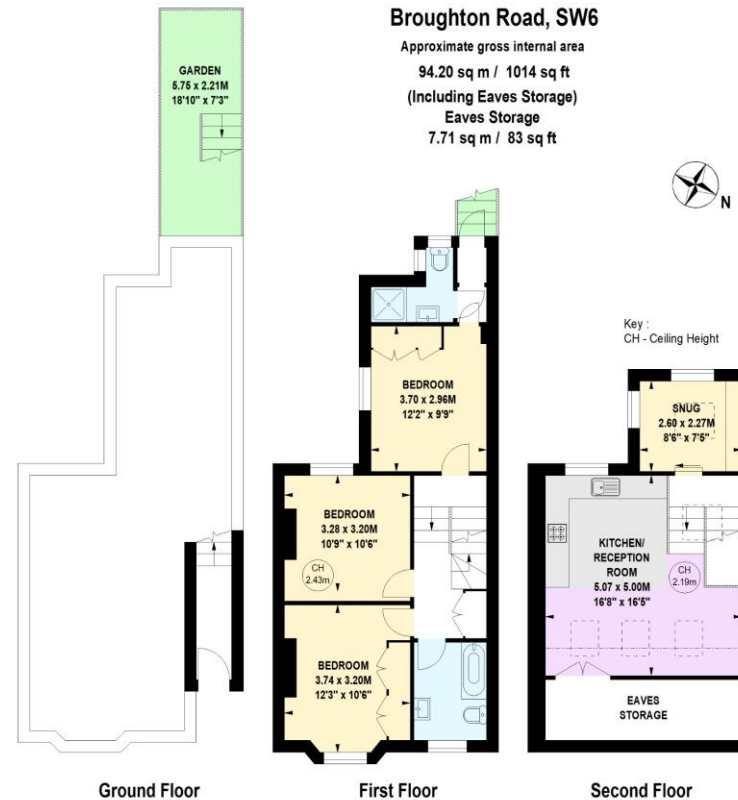 Broughton Road, SW6
Approximate gross internal area
94.20 sq m / 1014 sq ft
(Including Eaves Storage)
Eaves Storage
7.71 sq m / 83 sq ft
N
Key :
CH - Ceiling Height
GARDEN
5.75 x 2.21M
18'10" x 7'3"
Ground Floor
BEDROOM
3.70 x 2.96M
12'2" x 9'9"
BEDROOM
3.28 x 3.20M
10'9" x 10'6"
CH
2.43m
BEDROOM
3.74 x 3.20M
12'3" x 10'6"
First Floor
SNUG
2.60 x 2.27M
8'6" x 7'5"
KITCHEN/
RECEPTION
ROOM
5.07 x 5.00M
16'8" x 16'5"
CH
2.19m
EAVES
STORAGE
Second Floor